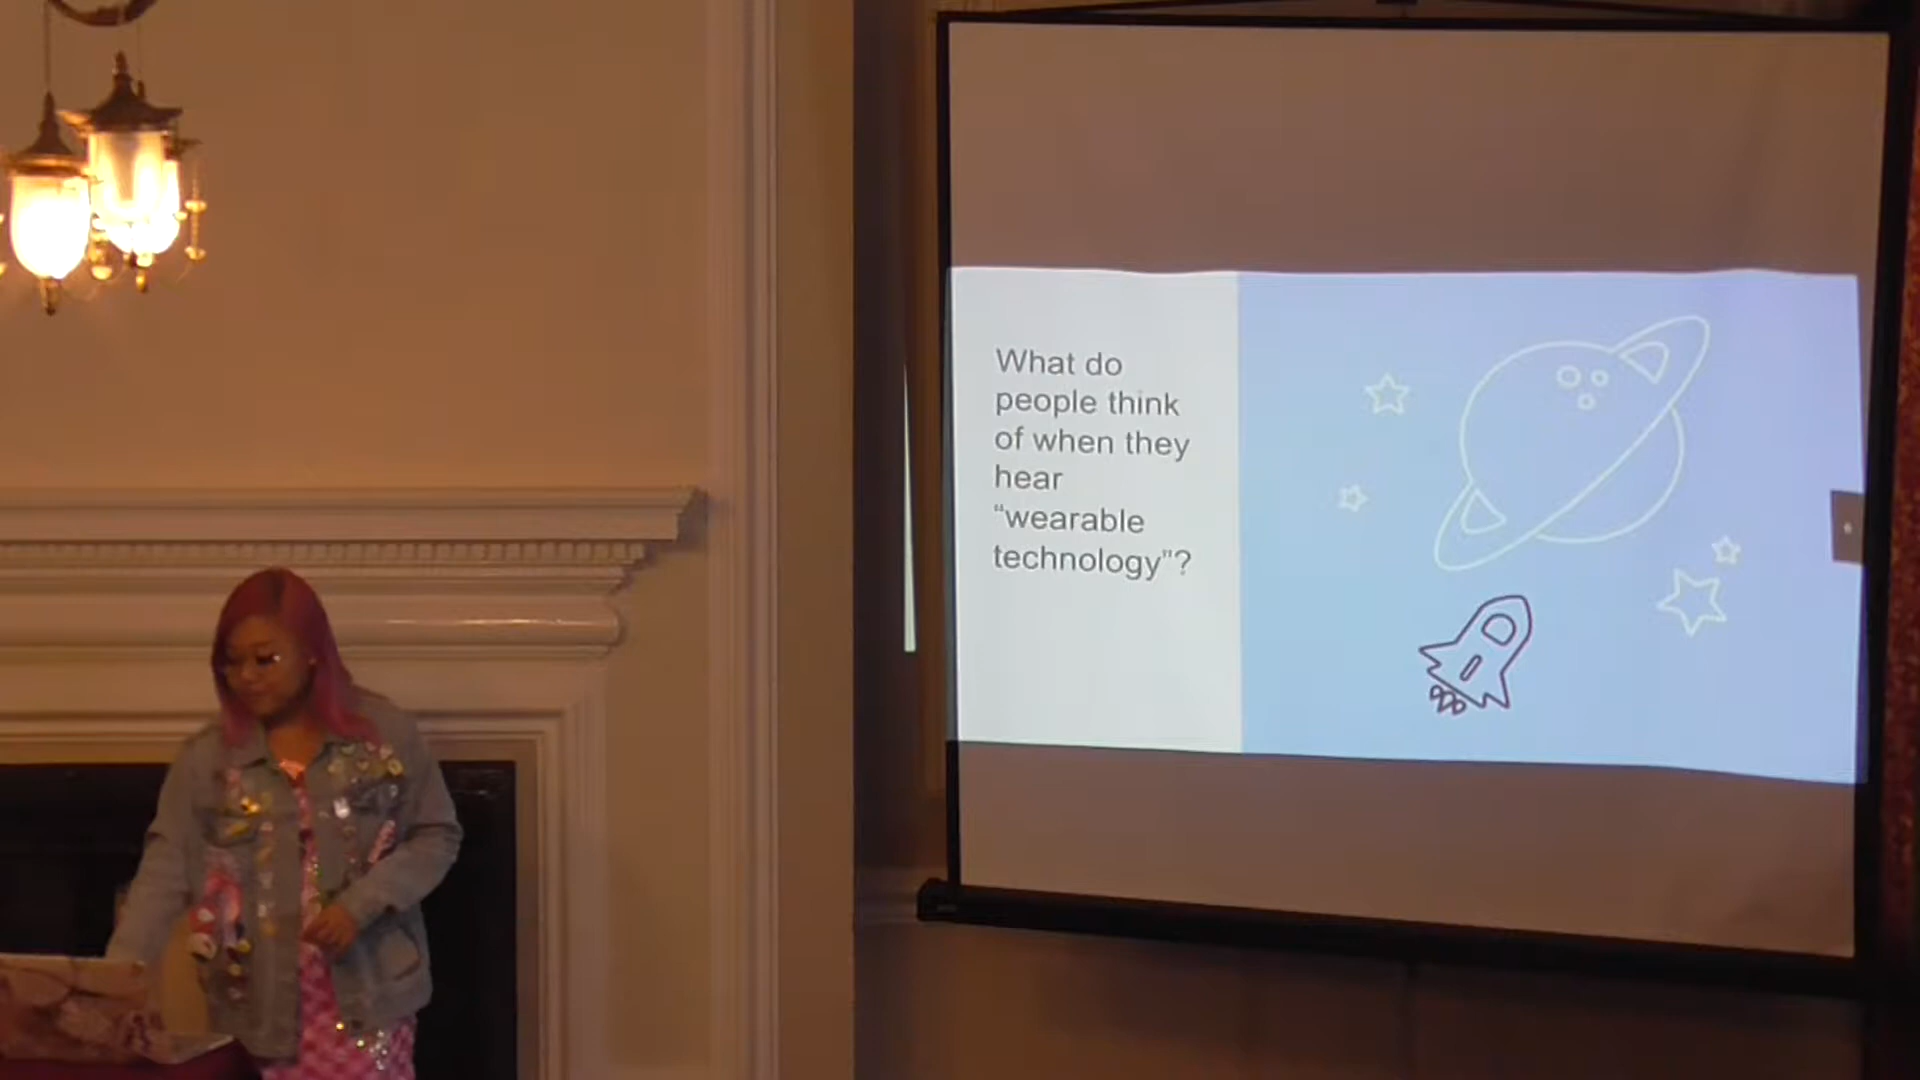 What do
people think
of when they
hear
“wearable
technology”?